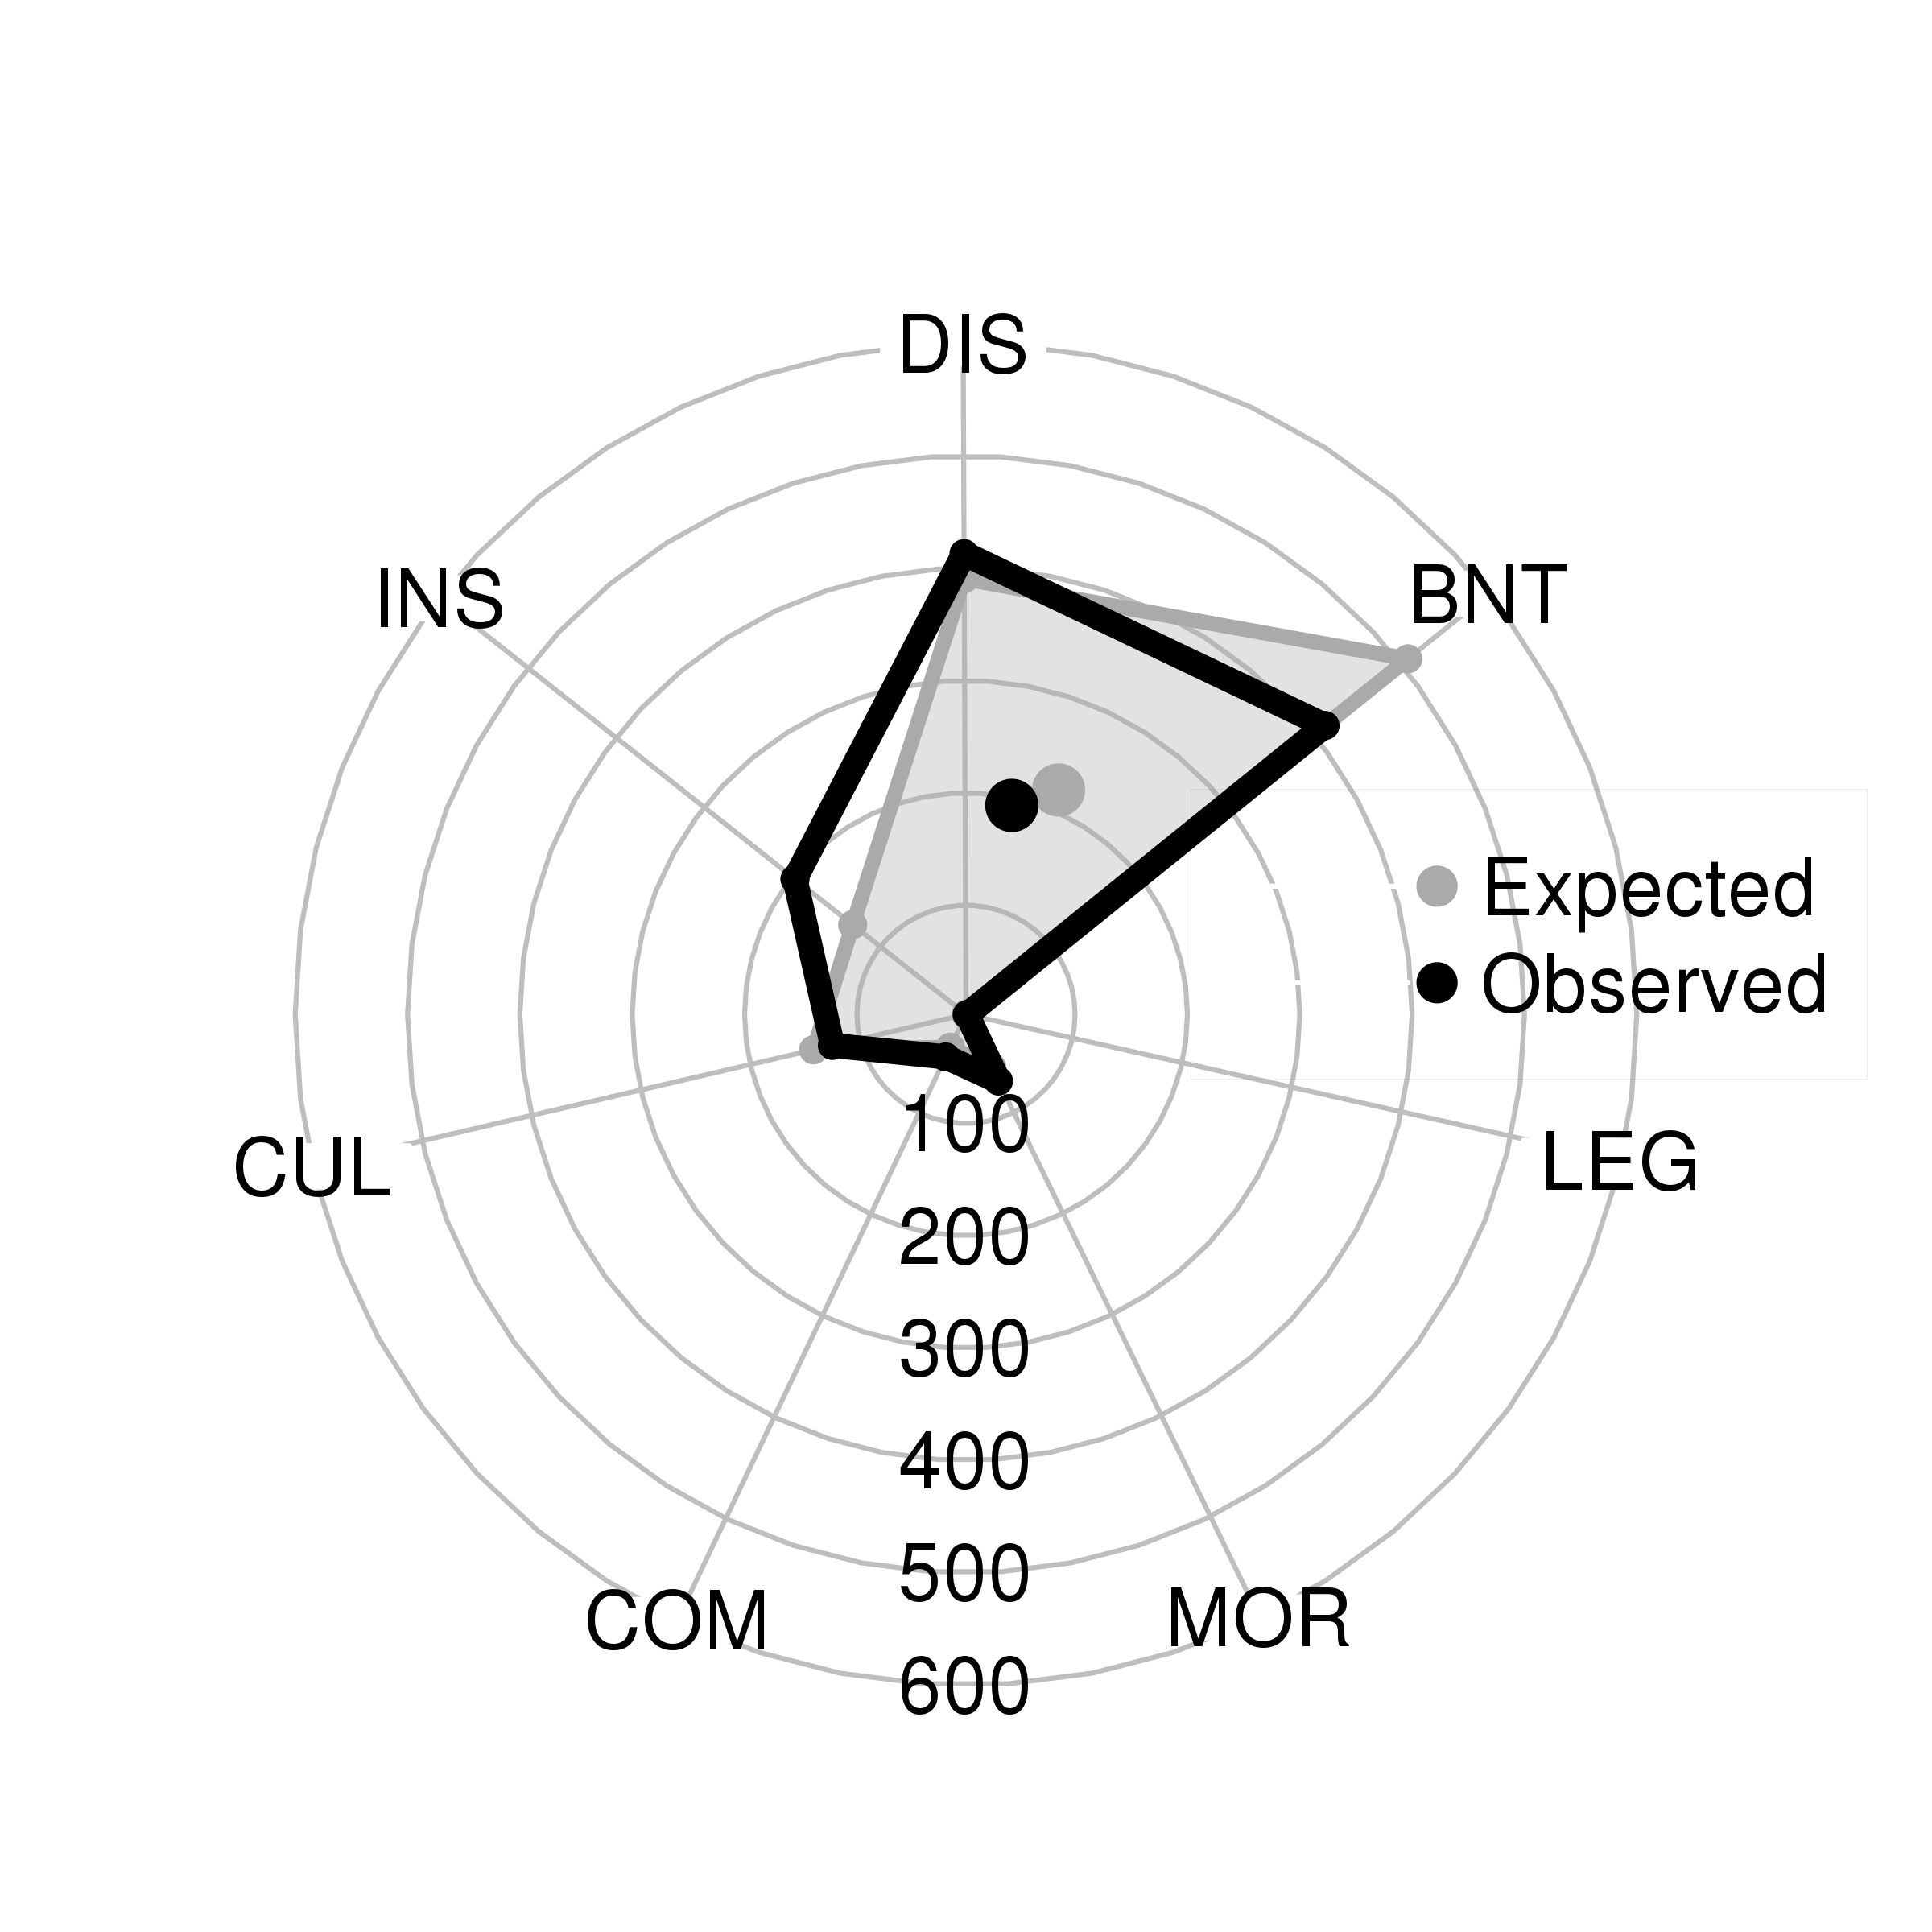 DIS
INS
BNT
Expected
Observed
100
CUL
LEG
200
300
400
500
COM
MOR
600